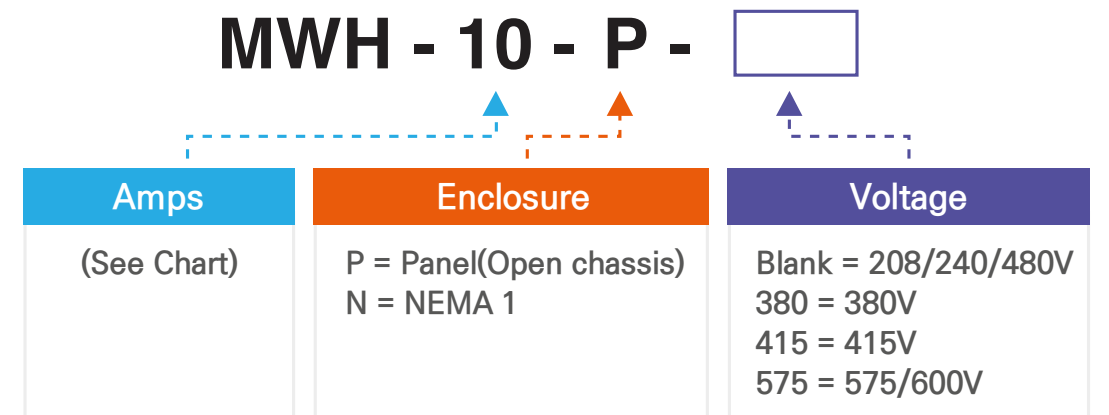 MWH - 10 - P -
Amps
(See Chart)
Enclosure
P = Panel(Open chassis)
N = NEMA 1
Voltage
Blank = 208/240/480V
380 = 380V
415 = 415V
575 = 575/600V